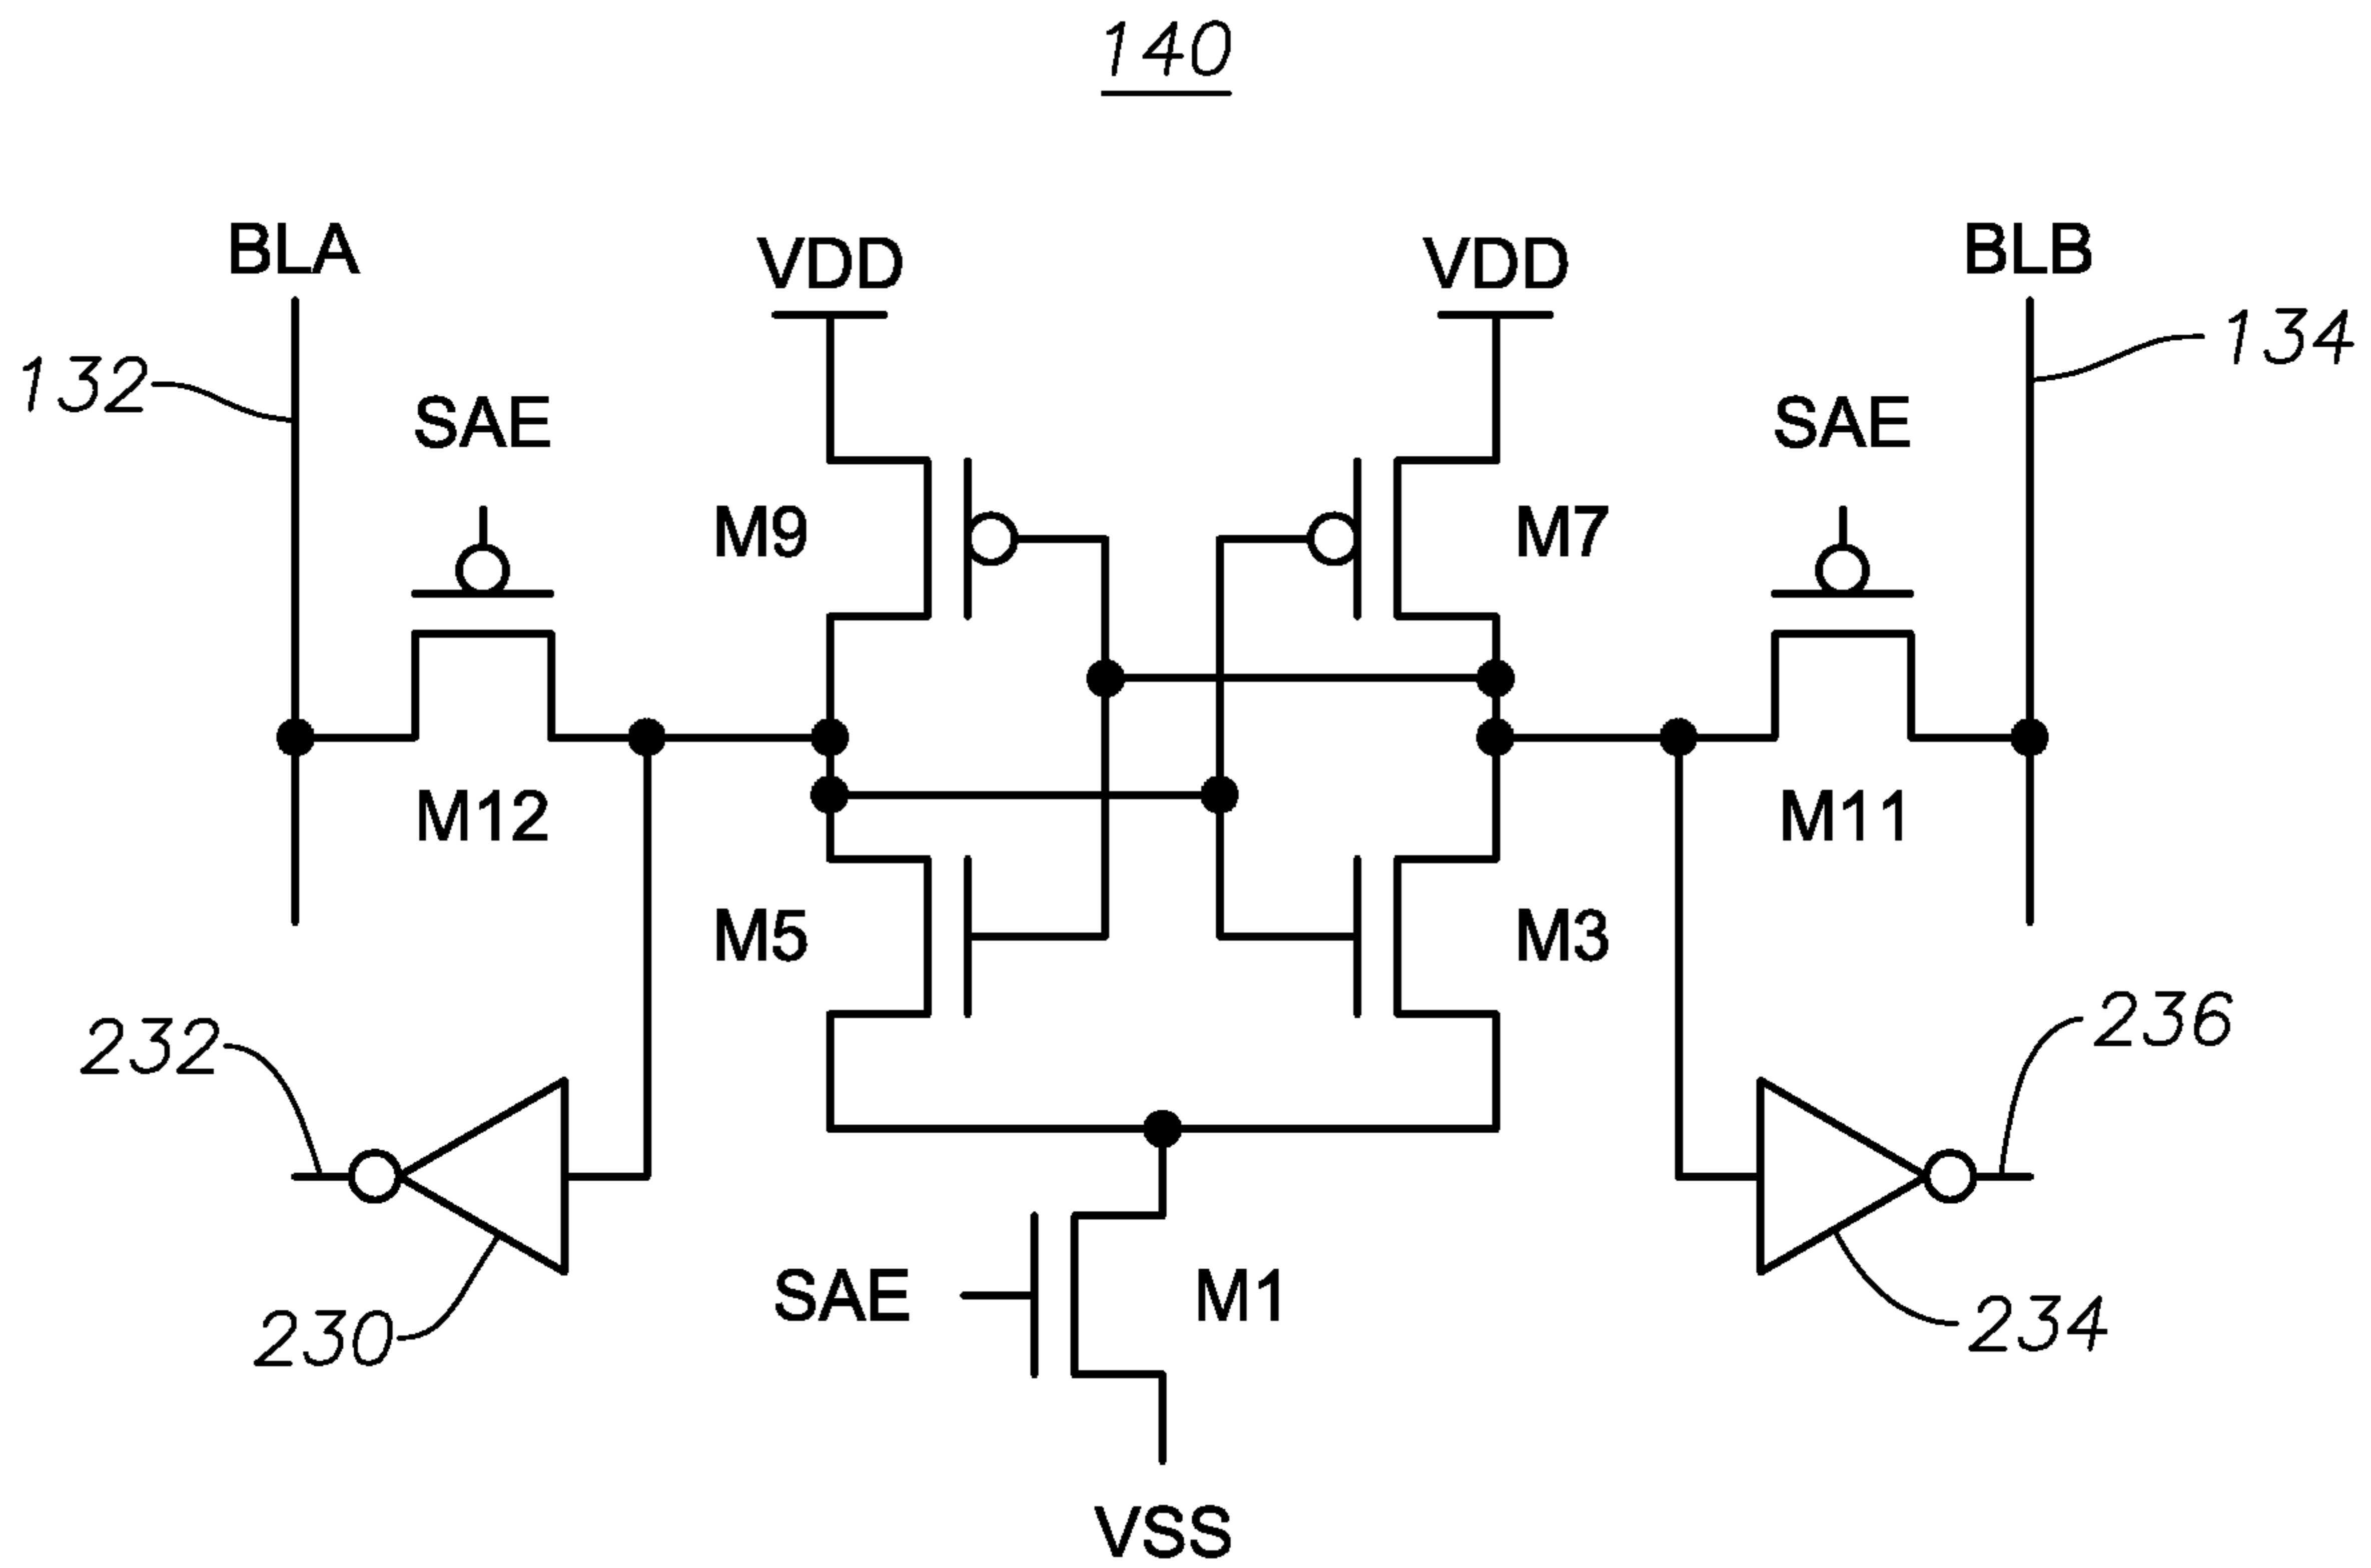 140
BLA
VDD
VDD
BLB
132
134
SAE
SAE
M9
M7
M12
M11
M5
M3
232
236
230
SAE
M1
234
VSS